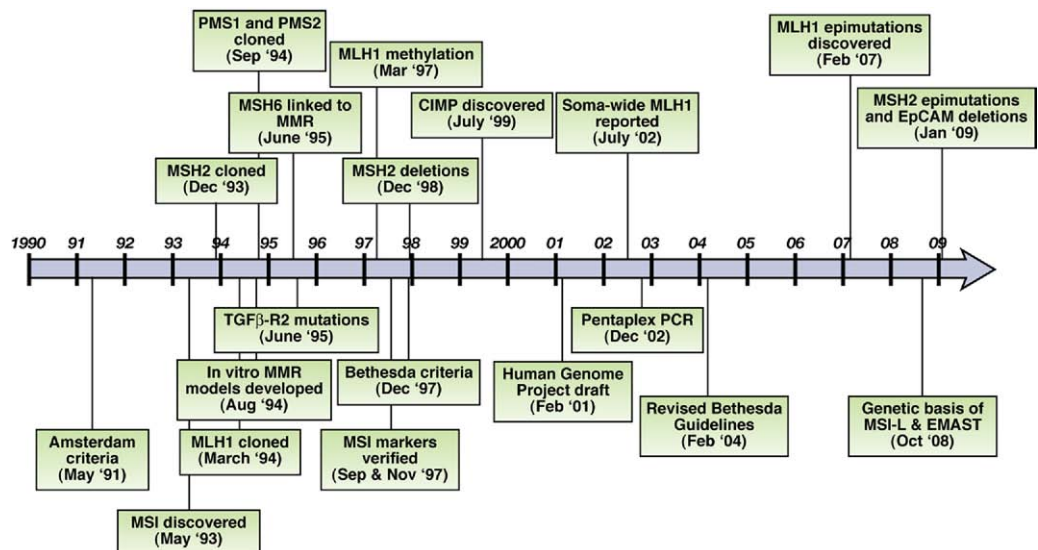 PMS1 and PMS2
cloned
(Sep ‘94)
MLH1 methylation
(Mar ‘97)
MLH1 epimutations
discovered
(Feb ‘07)
MSH6 linked to
MMR
(June ‘95)
CIMP discovered
(July ‘99)
Soma-wide MLH1
reported
(July ‘02)
MSH2 epimutations
and EpCAM deletions
(Jan ‘09)
MSH2 cloned
(Dec ‘93)
MSH2 deletions
(Dec ‘98)
1990 91 92 93 94 95 96 97 98 99 2000 01 02 03 04 05 06 07 08 09
TGFβ-R2 mutations
(June ‘95)
Pentaplex PCR
(Dec ‘02)
In vitro MMR
models developed
(Aug ‘94)
Bethesda criteria
(Dec ‘97)
Human Genome
Project draft
(Feb ‘01)
Revised Bethesda
Guidelines
(Feb ‘04)
Genetic basis of
MSI-L & EMAST
(Oct ‘08)
Amsterdam
criteria
(May ‘91)
MLH1 cloned
(March ‘94)
MSI markers
verified
(Sep & Nov ‘97)
MSI discovered
(May ‘93)